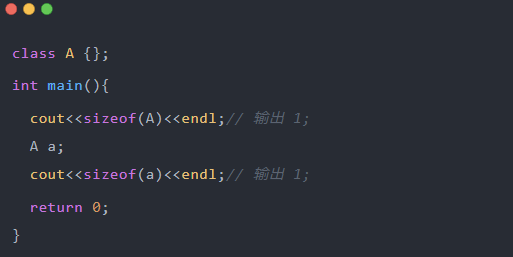 class A {};
int main(){
cout<<sizeof(A)<<endl;// 输出 1;
A a;
cout<<sizeof(a)<<endl;// 输出 1;
return 0;
}